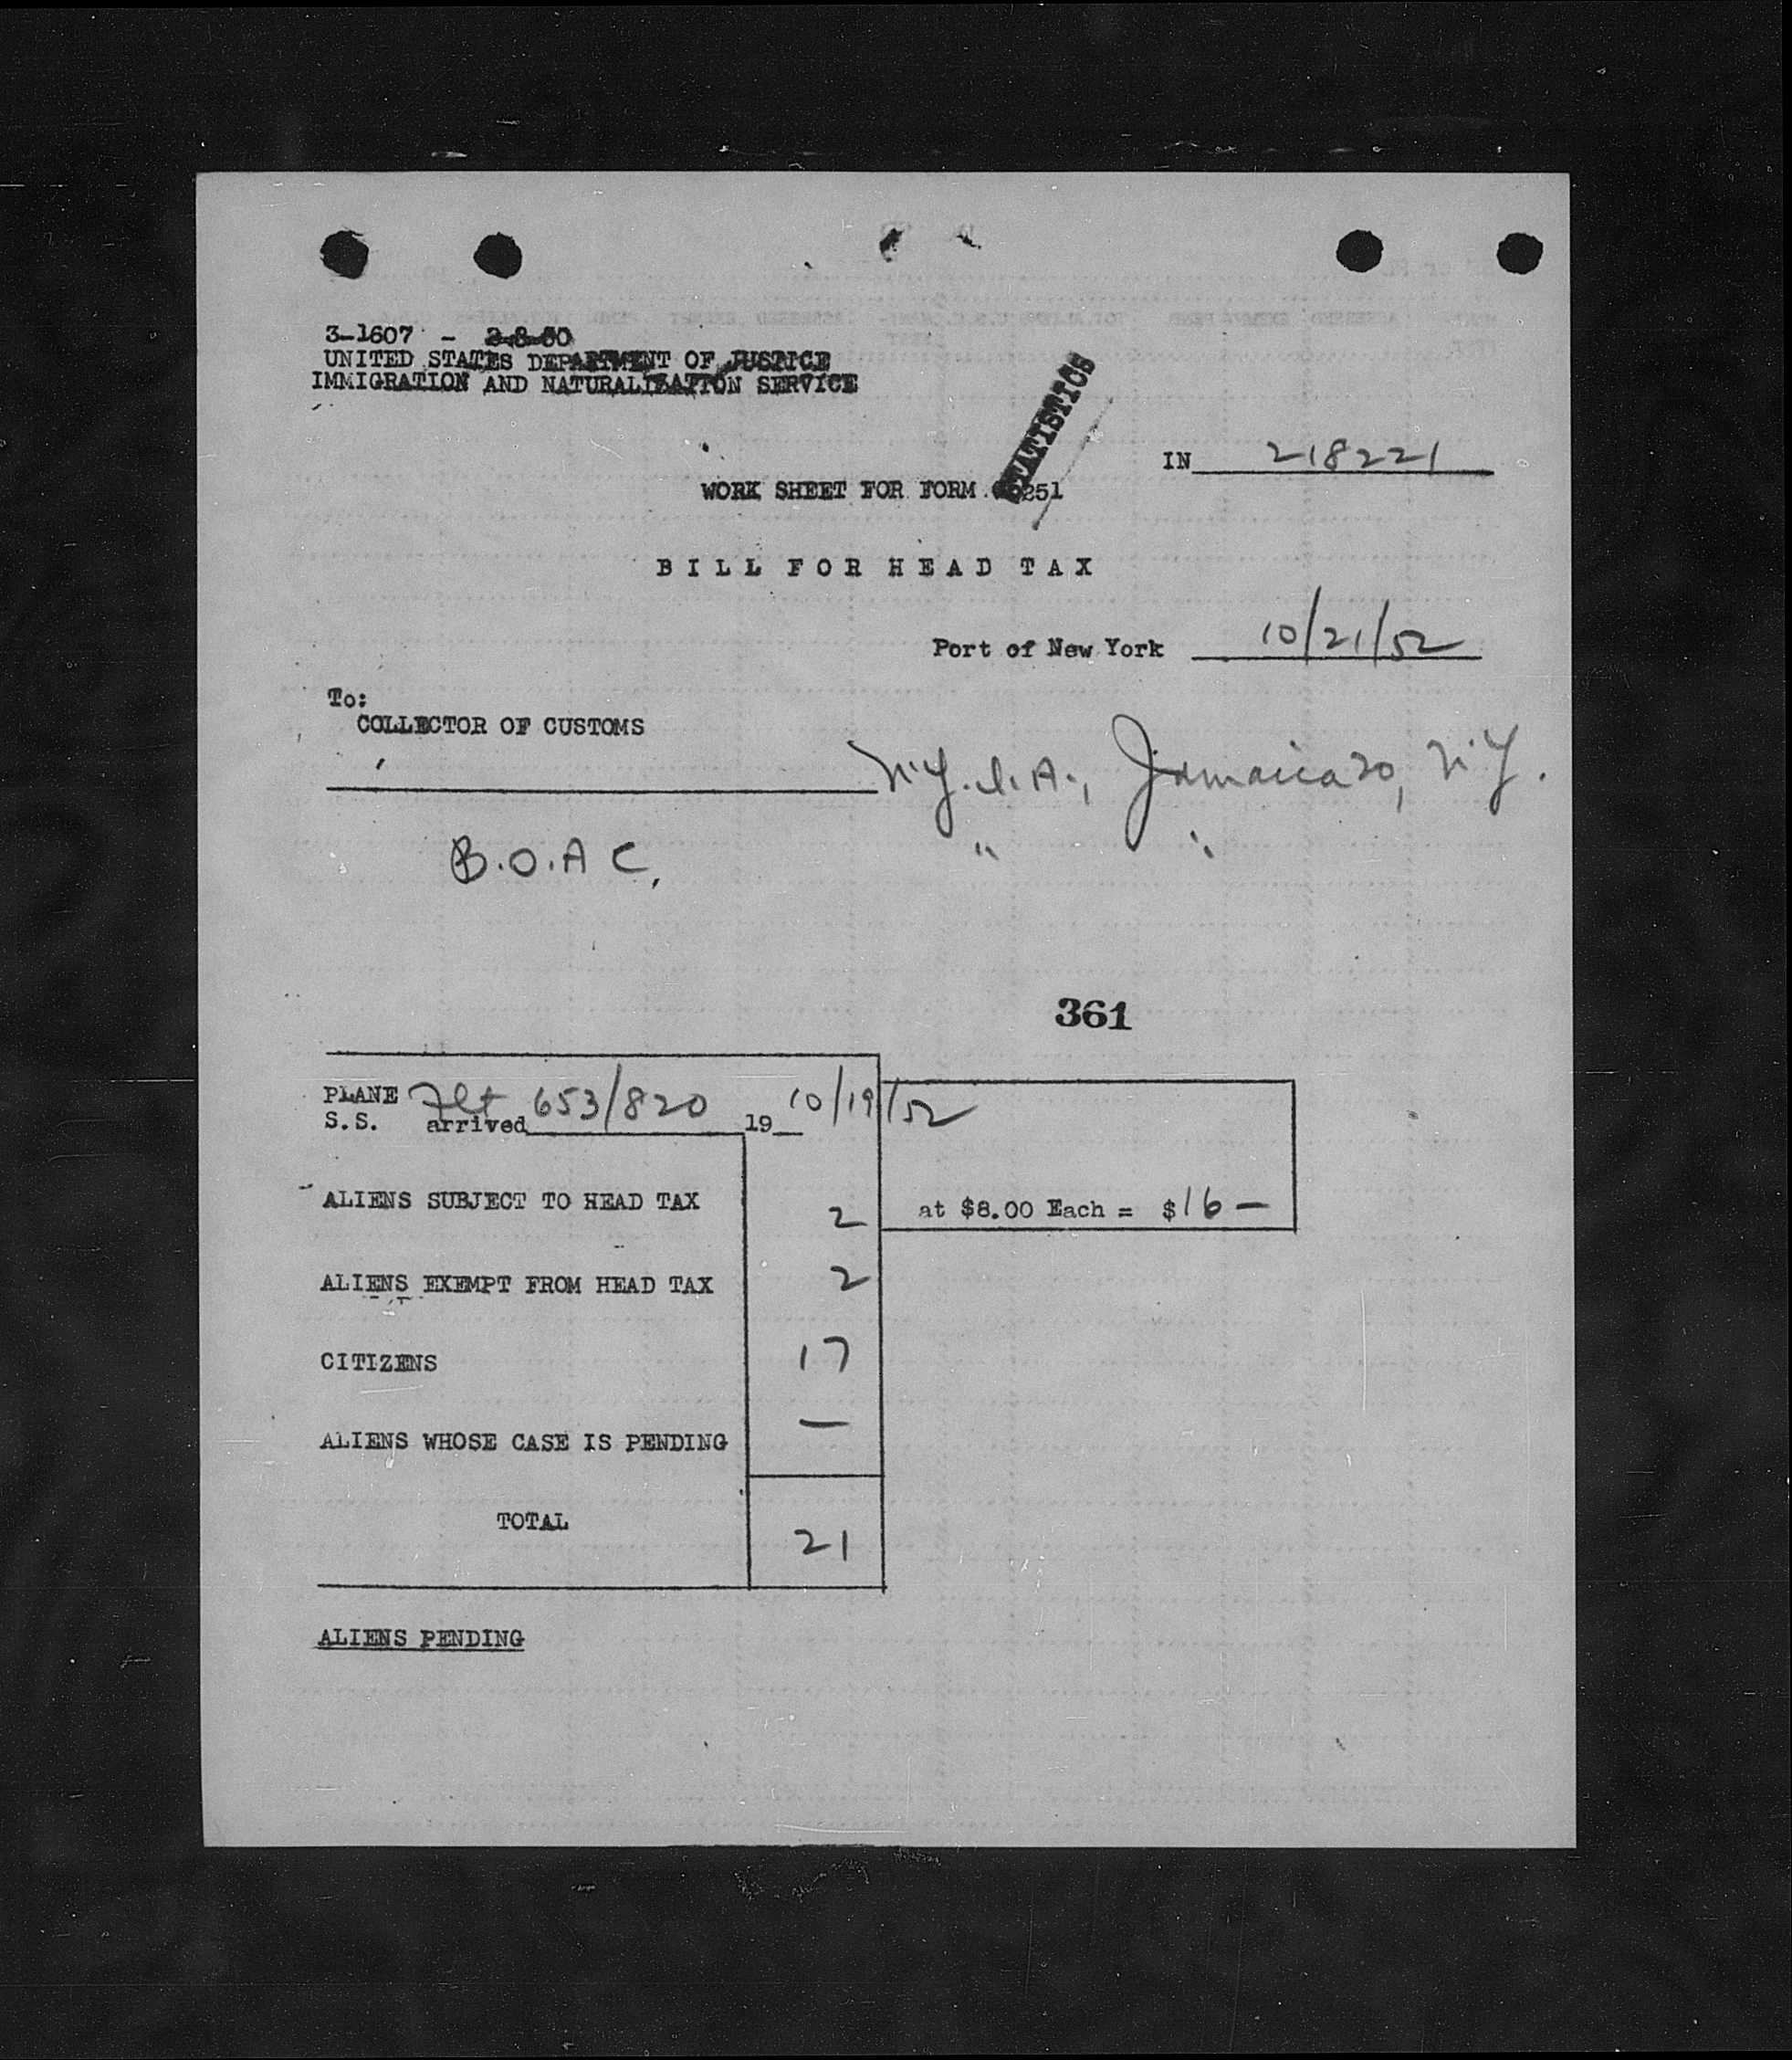 3-1607 - 2-8-50
UNITED STATES DEPARTMENT OF JUSTICE
IMMIGRATION AND NATURALIZATION SERVICE
STATISTICS
IN 218221
WORK SHEET FOR FORM 251
BILL FOR HEAD TAX
Port of New York 10/21/52
To:
COLLECTOR OF CUSTOMS
N.Y.I.A., Jamaica 30, N.Y.
B.O.A C, " "
361
PLANE Flt 653/820 10/19/52
S.S. arrived 19
ALIENS SUBJECT TO HEAD TAX 2 at $8.00 Each = $16 —
ALIENS EXEMPT FROM HEAD TAX 2
CITIZENS 17
ALIENS WHOSE CASE IS PENDING —
TOTAL 21
ALIENS PENDING